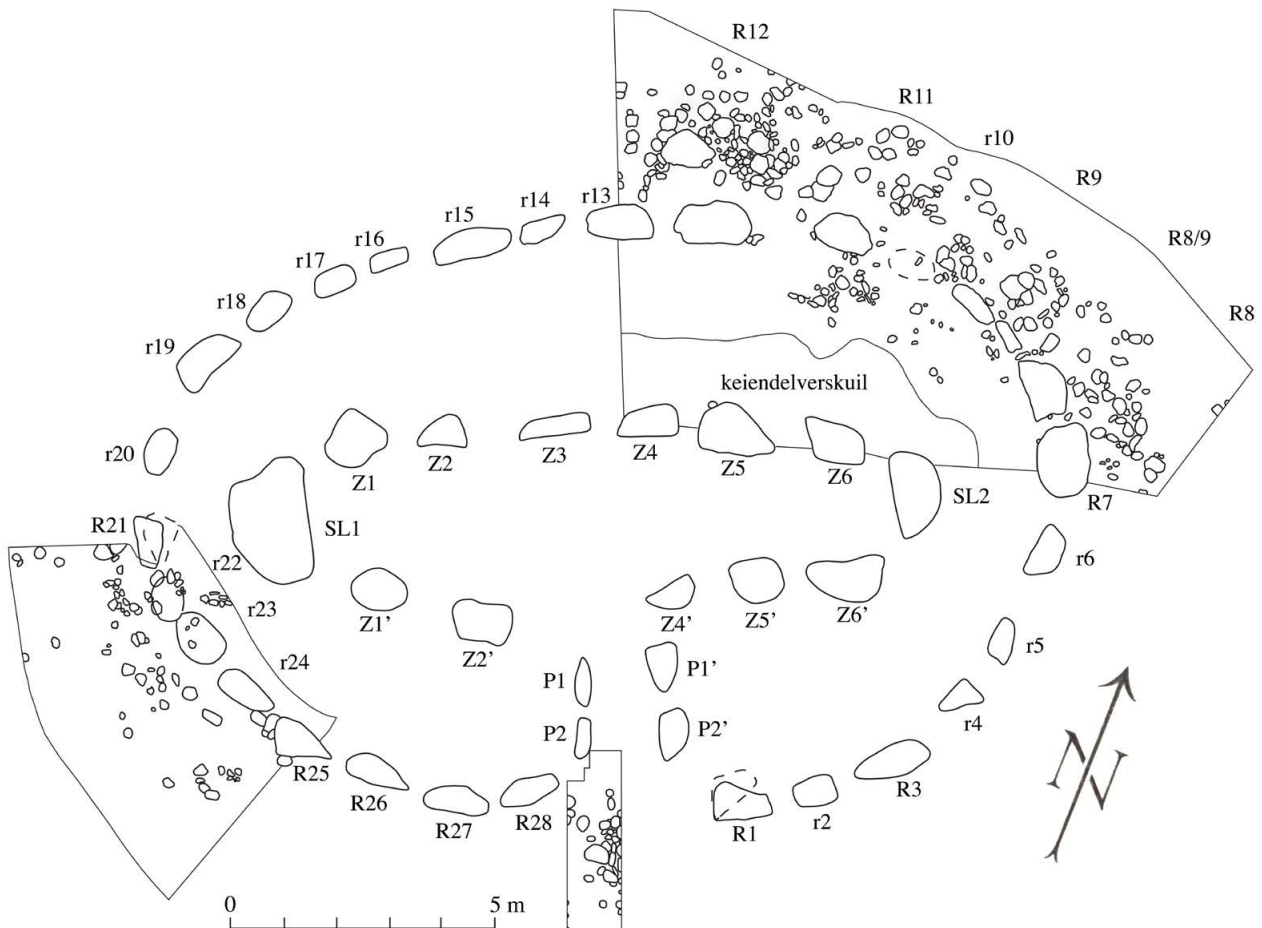 R12
R11
r10
R9
R8/9
R8
r13
r14
r15
r16
r17
r18
r19
r20
keiendelverskuil
Z1
Z2
Z3
Z4
Z5
Z6
SL1
SL2
R7
R21
r22
r23
r24
r6
r5
r4
Z1’
Z2’
Z4’
Z5’
Z6’
P1
P1’
P2
P2’
R25
R26
R27
R28
R1
r2
R3
N
0
5 m